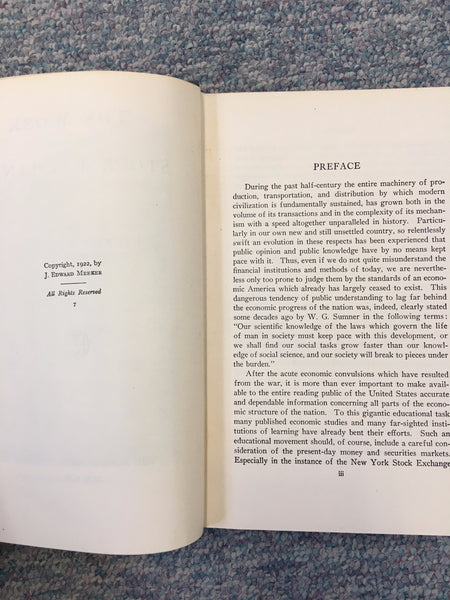 Copyright, 1922, by
J. EDWARD MEEKER
All Rights Reserved
7
PREFACE
During the past half-century the entire machinery of pro-
duction, transportation, and distribution by which modern
civilization is fundamentally sustained, has grown both in the
volume of its transactions and in the complexity of its mechan-
ism with a speed altogether unparalleled in history. Particu-
larly in our own new and still unsettled country, so relentlessly
swift an evolution in these respects has been experienced that
public opinion and public knowledge have by no means kept
pace with it. Thus, even if we do not quite misunderstand the
financial institutions and methods of today, we are neverthe-
less only too prone to judge them by the standards of an econo-
mic America which already has largely ceased to exist. This
dangerous tendency of public understanding to lag far behind
the economic progress of the nation was, indeed, clearly stated
some decades ago by W. G. Sumner in the following terms:
"Our scientific knowledge of the laws which govern the life
of man in society must keep pace with this development, or
we shall find our social tasks grow faster than our knowl-
edge of social science, and our society will break to pieces under
the burden."
After the acute economic convulsions which have resulted
from the war, it is more than ever important to make avail-
able to the entire reading public of the United States accurate
and dependable information concerning all parts of the econo-
mic structure of the nation. To this gigantic educational task
many published economic studies and many far-sighted insti-
tutions of learning have already bent their efforts. Such an
educational movement should, of course, include a careful con-
sideration of the present-day money and securities markets.
Especially in the instance of the New York Stock Exchange
iii